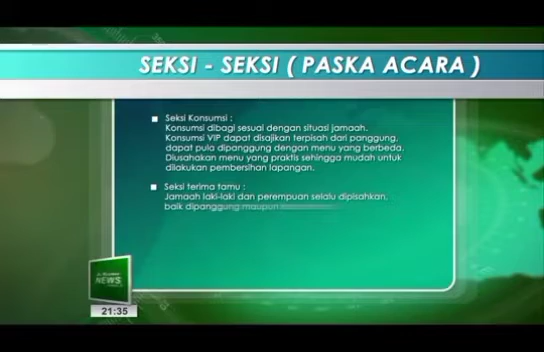 SEKSI - SEKSI ( PASKA ACARA )
Seksi Konsumsi :
Konsumsi dibagi sesuai dengan situasi jamaah.
Konsumsi VIP dapat disajikan terpisah dari panggung,
dapat pula dipanggung dengan menu yang berbeda.
Diusahakan menu yang praktis sehingga mudah untuk
dilakukan pembersihan lapangan.
Seksi terima tamu :
Jamaah laki-laki dan perempuan selalu dipisahkan,
baik dipanggung maupun
NEWS
21:35